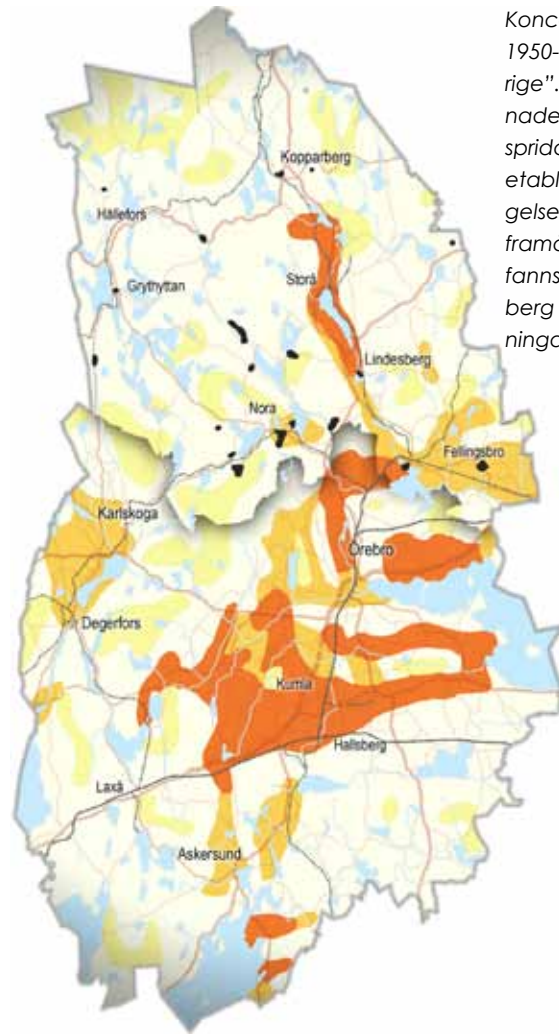 Konc
1950-
rige”.
nade
sprida
etabl
gelse
frama
fanns
berg
ninga
Kopparberg
Hällefors
Storå
Grythyttan
Lindesberg
Nora
Fellingsbro
Karlskoga
Örebro
Degerfors
Kumla
Hallsberg
Laxå
Askersund